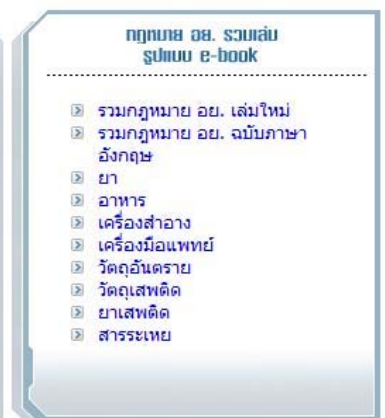 กฎหมาย อย. รวมเล่ม
รูปแบบ e-book
รวมกฎหมาย อย. เล่มใหม่
รวมกฎหมาย อย. ฉบับภาษา
อังกฤษ
ยา
อาหาร
เครื่องสำอาง
เครื่องมือแพทย์
วัตถุอันตราย
วัตถุเสพติด
ยาเสพติด
สารระเหย